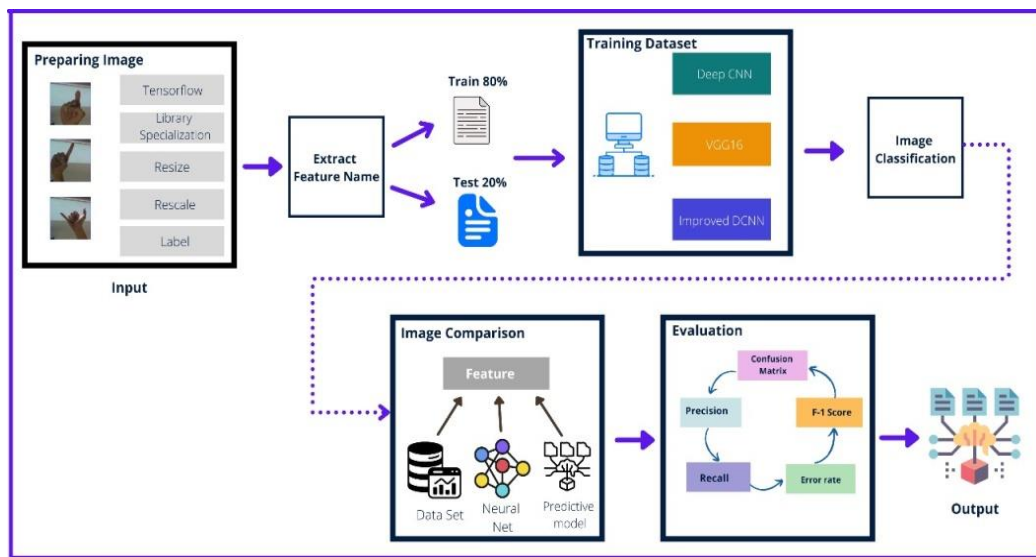 Preparing Image
Tensorflow
Library
Specialization
Resize
Rescale
Label
Input
Extract
Feature Name
Train 80%
Test 20%
Training Dataset
Deep CNN
VGG16
Improved DCNN
Image
Classification
Image Comparison
Feature
Data Set
Neural
Net
Predictive
model
Evaluation
Confusion
Matrix
Precision
F-1 Score
Recall
Error rate
Output